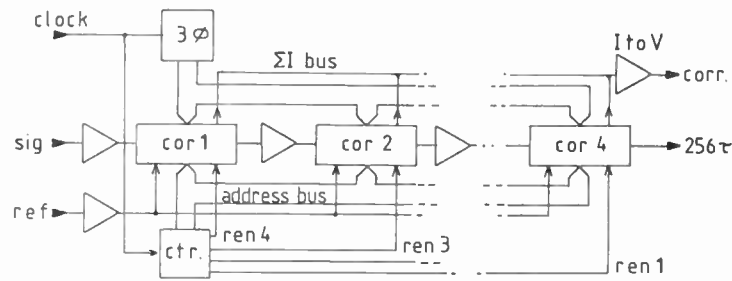 clock
3Ø
ΣI bus
I to V
corr.
sig
cor 1
cor 2
cor 4
256τ
address bus
ref
ctr.
ren 4
ren 3
ren 1